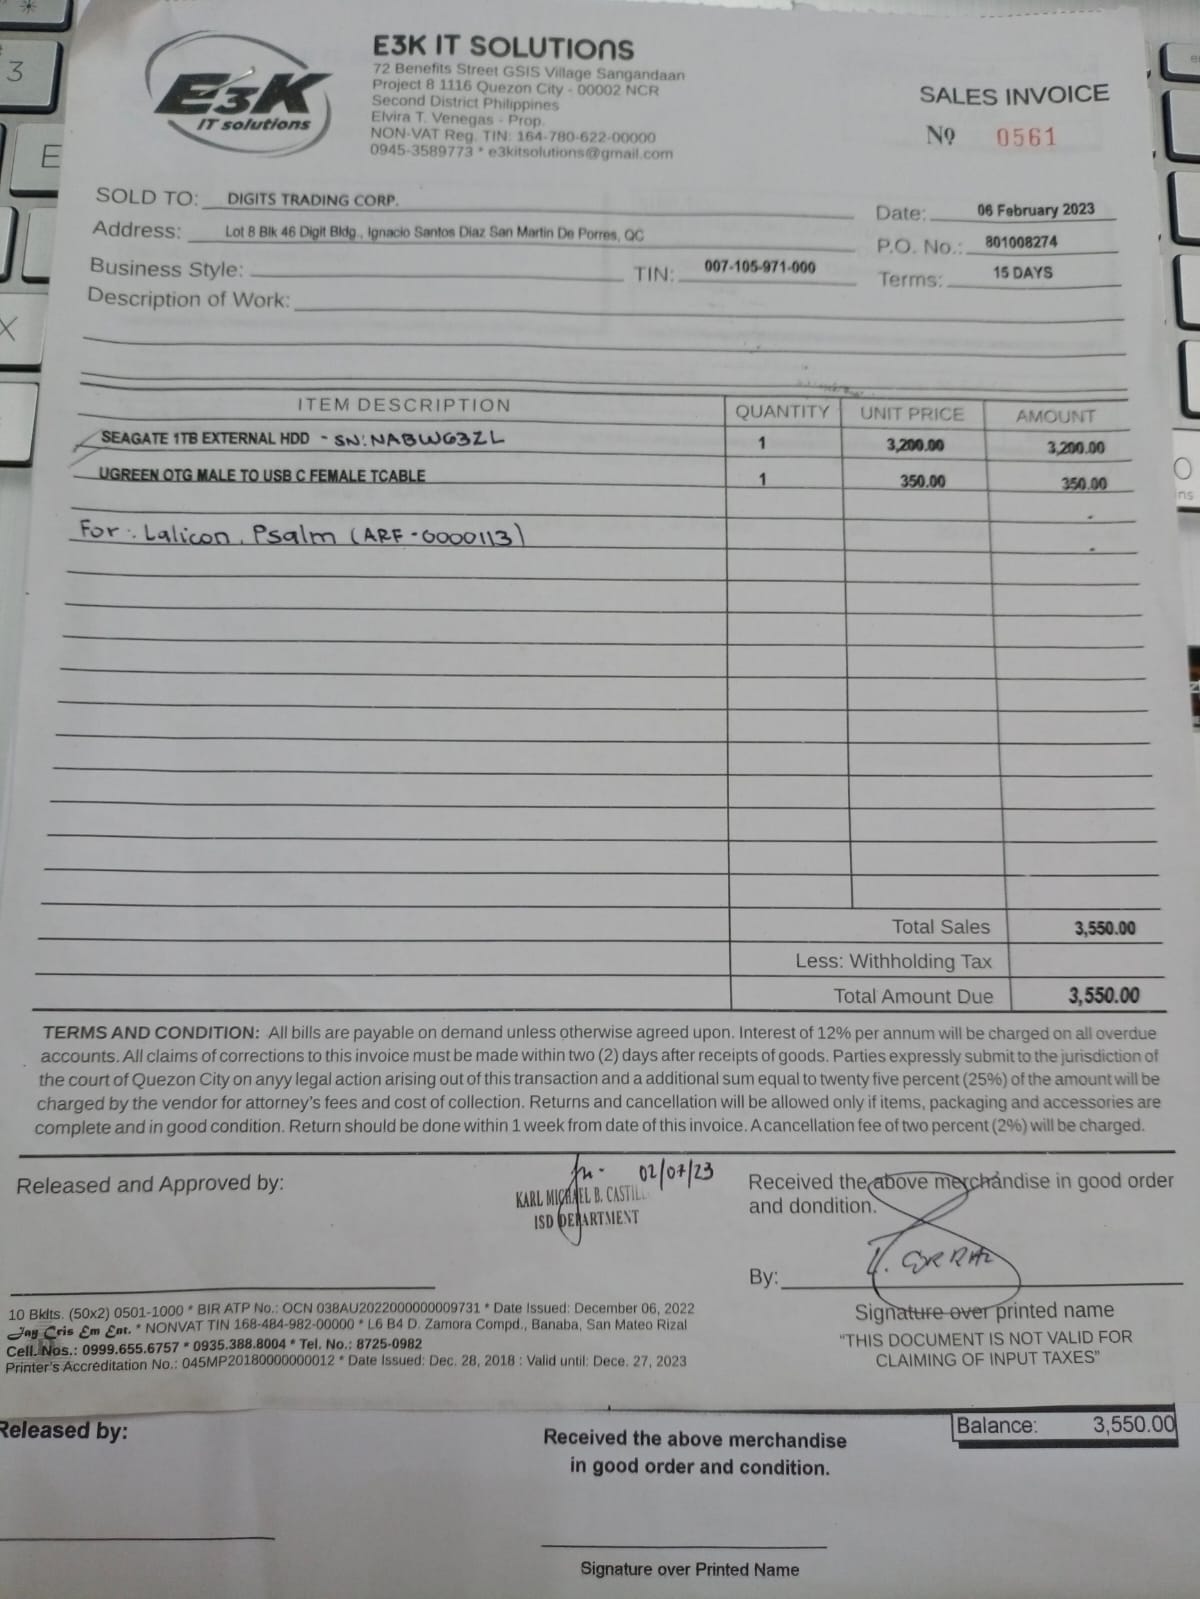 E3K
IT solutions
E3K IT SOLUTIONS
72 Benefits Street GSIS Village Sangandaan
Project 8 1116 Quezon City - 00002 NCR
Second District Philippines
Elvira T. Venegas - Prop.
NON-VAT Reg. TIN: 164-780-622-00000
0945-3589773 * e3kitsolutions@gmail.com
SALES INVOICE
Nº 0561
SOLD TO: DIGITS TRADING CORP.
Date: 06 February 2023
Address: Lot 8 Blk 46 Digit Bldg., Ignacio Santos Diaz San Martin De Porres, QC
P.O. No.: 801008274
Business Style: TIN: 007-105-971-000
Terms: 15 DAYS
Description of Work:
ITEM DESCRIPTION QUANTITY UNIT PRICE AMOUNT
SEAGATE 1TB EXTERNAL HDD - SN: NABWG3ZL 1 3,200.00 3,200.00
UGREEN OTG MALE TO USB C FEMALE TCABLE 1 350.00 350.00
-
For: Lalicon, Psalm (ARF-0000113) -
Total Sales 3,550.00
Less: Withholding Tax
Total Amount Due 3,550.00
TERMS AND CONDITION: All bills are payable on demand unless otherwise agreed upon. Interest of 12% per annum will be charged on all overdue
accounts. All claims of corrections to this invoice must be made within two (2) days after receipts of goods. Parties expressly submit to the jurisdiction of
the court of Quezon City on anyy legal action arising out of this transaction and a additional sum equal to twenty five percent (25%) of the amount will be
charged by the vendor for attorney's fees and cost of collection. Returns and cancellation will be allowed only if items, packaging and accessories are
complete and in good condition. Return should be done within 1 week from date of this invoice. A cancellation fee of two percent (2%) will be charged.
Released and Approved by:
02/07/23
KARL MICHAEL B. CASTIL
ISD DEPARTMENT
Received the above merchandise in good order
and dondition.
By:
Signature over printed name
"THIS DOCUMENT IS NOT VALID FOR
CLAIMING OF INPUT TAXES"
10 Bklts. (50x2) 0501-1000 * BIR ATP No.: OCN 038AU2022000000009731 * Date Issued: December 06, 2022
Jay Cris Em Ent. * NONVAT TIN 168-484-982-00000 * L6 B4 D. Zamora Compd., Banaba, San Mateo Rizal
Cell. Nos.: 0999.655.6757 * 0935.388.8004 * Tel. No.: 8725-0982
Printer's Accreditation No.: 045MP20180000000012 * Date Issued: Dec. 28, 2018 : Valid until: Dece. 27, 2023
Released by:
Received the above merchandise
in good order and condition.
Balance: 3,550.00
Signature over Printed Name
3
E
X